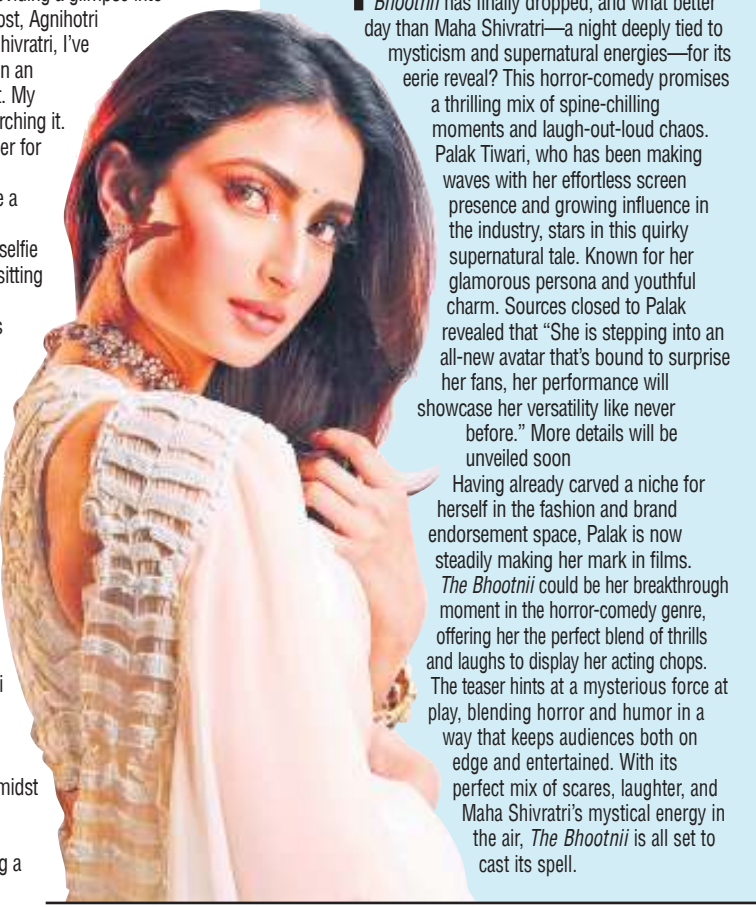 viding a glimpse into
ost, Agnihotri
hivratri, I've
n an
t. My
rching it.
er for
e a
selfie
sitting
s
i
midst
g a
■ Bhootnii has finally dropped, and what better
day than Maha Shivratri—a night deeply tied to
mysticism and supernatural energies—for its
eerie reveal? This horror-comedy promises
a thrilling mix of spine-chilling
moments and laugh-out-loud chaos.
Palak Tiwari, who has been making
waves with her effortless screen
presence and growing influence in
the industry, stars in this quirky
supernatural tale. Known for her
glamorous persona and youthful
charm. Sources closed to Palak
revealed that “She is stepping into an
all-new avatar that’s bound to surprise
her fans, her performance will
showcase her versatility like never
before.” More details will be
unveiled soon
Having already carved a niche for
herself in the fashion and brand
endorsement space, Palak is now
steadily making her mark in films.
The Bhootnii could be her breakthrough
moment in the horror-comedy genre,
offering her the perfect blend of thrills
and laughs to display her acting chops.
The teaser hints at a mysterious force at
play, blending horror and humor in a
way that keeps audiences both on
edge and entertained. With its
perfect mix of scares, laughter, and
Maha Shivratri’s mystical energy in
the air, The Bhootnii is all set to
cast its spell.